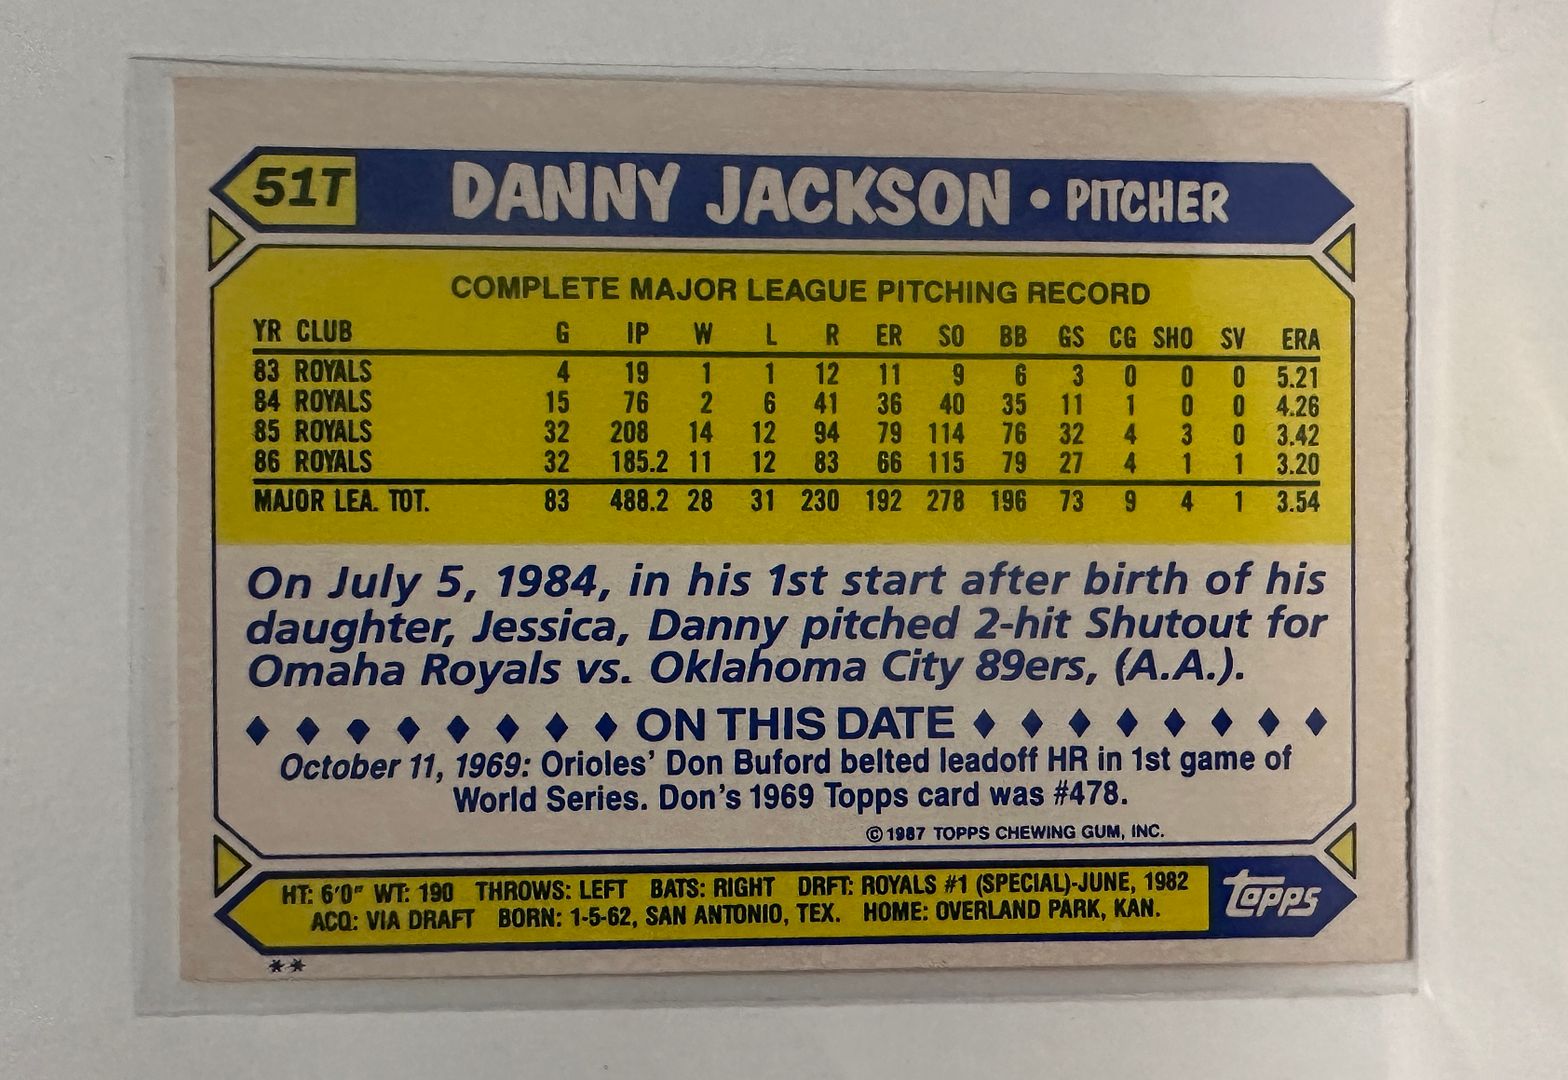 51T DANNY JACKSON • PITCHER
COMPLETE MAJOR LEAGUE PITCHING RECORD
YR CLUB G IP W L R ER SO BB GS CG SHO SV ERA
83 ROYALS 4 19 1 1 12 11 9 6 3 0 0 0 5.21
84 ROYALS 15 76 2 6 41 36 40 35 11 1 0 0 4.26
85 ROYALS 32 208 14 12 94 79 114 76 32 4 3 0 3.42
86 ROYALS 32 185.2 11 12 83 66 115 79 27 4 1 1 3.20
MAJOR LEA. TOT. 83 488.2 28 31 230 192 278 196 73 9 4 1 3.54
On July 5, 1984, in his 1st start after birth of his
daughter, Jessica, Danny pitched 2-hit Shutout for
Omaha Royals vs. Oklahoma City 89ers, (A.A.).
♦ ♦ ♦ ♦ ♦ ♦ ♦ ♦ ON THIS DATE ♦ ♦ ♦ ♦ ♦ ♦ ♦ ♦
October 11, 1969: Orioles' Don Buford belted leadoff HR in 1st game of
World Series. Don's 1969 Topps card was #478.
© 1987 TOPPS CHEWING GUM, INC.
HT: 6'0" WT: 190 THROWS: LEFT BATS: RIGHT DRFT: ROYALS #1 (SPECIAL)-JUNE, 1982
ACQ: VIA DRAFT BORN: 1-5-62, SAN ANTONIO, TEX. HOME: OVERLAND PARK, KAN.
topps
**